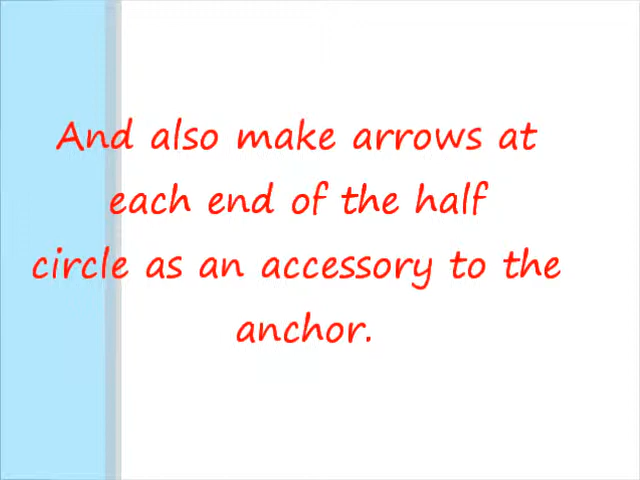 And also make arrows at
each end of the half
circle as an accessory to the
anchor.